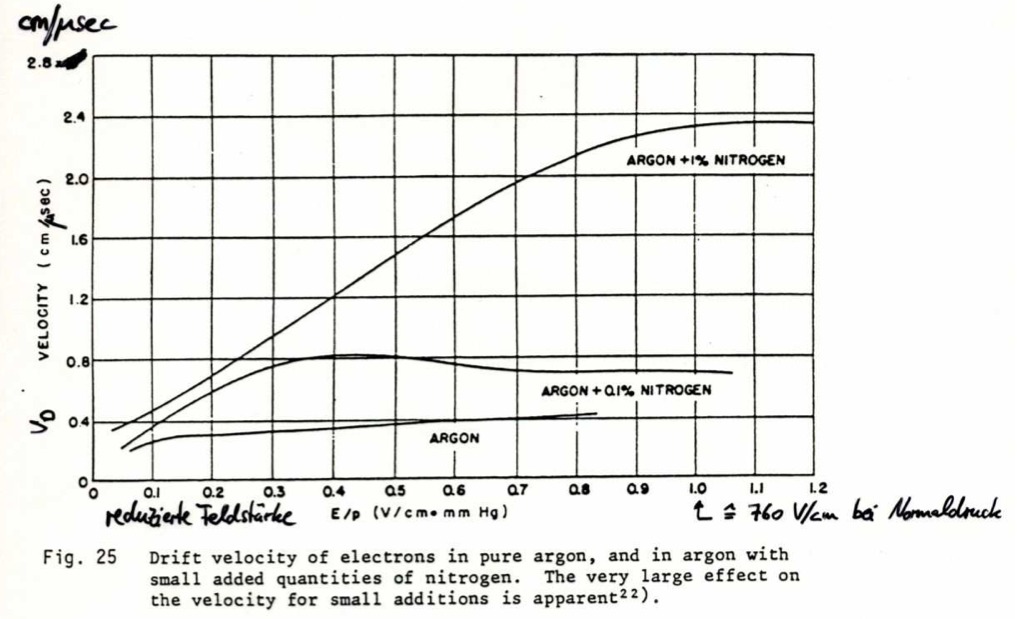 cm/μsec
2.8
2.4
2.0
1.6
1.2
0.8
0.4
0
VELOCITY (cm/μsec)
V_D
ARGON +1% NITROGEN
ARGON + 0.1% NITROGEN
ARGON
0 0.1 0.2 0.3 0.4 0.5 0.6 0.7 0.8 0.9 1.0 1.1 1.2
reduzierte Feldstärke E/p (V/cm• mm Hg) ↳ ≙ 760 V/cm bei Normaldruck
Fig. 25 Drift velocity of electrons in pure argon, and in argon with
small added quantities of nitrogen. The very large effect on
the velocity for small additions is apparent²²).